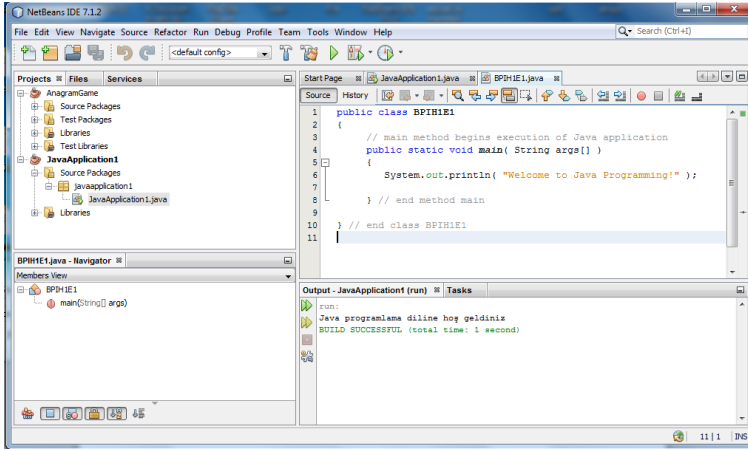 NetBeans IDE 7.1.2
File Edit View Navigate Source Refactor Run Debug Profile Team Tools Window Help
Search (Ctrl+I)
<default config>
Projects Files Services
AnagramGame
Source Packages
Test Packages
Libraries
Test Libraries
JavaApplication1
Source Packages
javaapplication1
JavaApplication1.java
Libraries
Start Page JavaApplication1.java BPIH1E1.java
Source History
1 public class BPIH1E1
2 {
3 // main method begins execution of Java application
4 public static void main( String args[] )
5 {
6 System.out.println( "Welcome to Java Programming!" );
7
8 } // end method main
9
10 } // end class BPIH1E1
11
BPIH1E1.java - Navigator
Members View
BPIH1E1
main(String[] args)
Output - JavaApplication1 (run) Tasks
run:
Java programlama diline hoş geldiniz
BUILD SUCCESSFUL (total time: 1 second)
11 | 1 INS